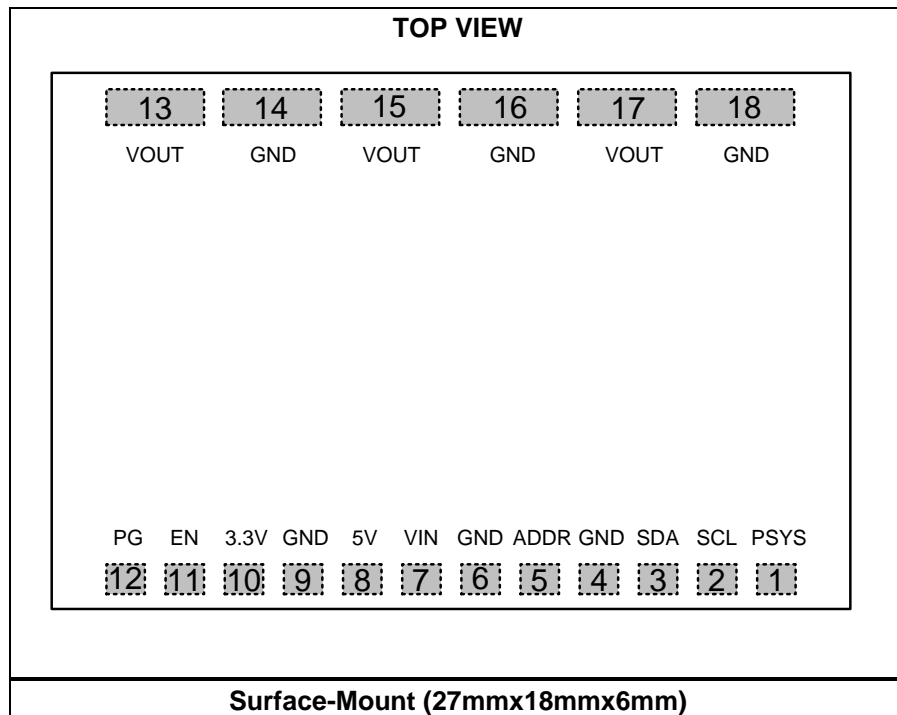 TOP VIEW
13 14 15 16 17 18
VOUT GND VOUT GND VOUT GND
PG EN 3.3V GND 5V VIN GND ADDR GND SDA SCL PSYS
12 11 10 9 8 7 6 5 4 3 2 1
Surface-Mount (27mmx18mmx6mm)